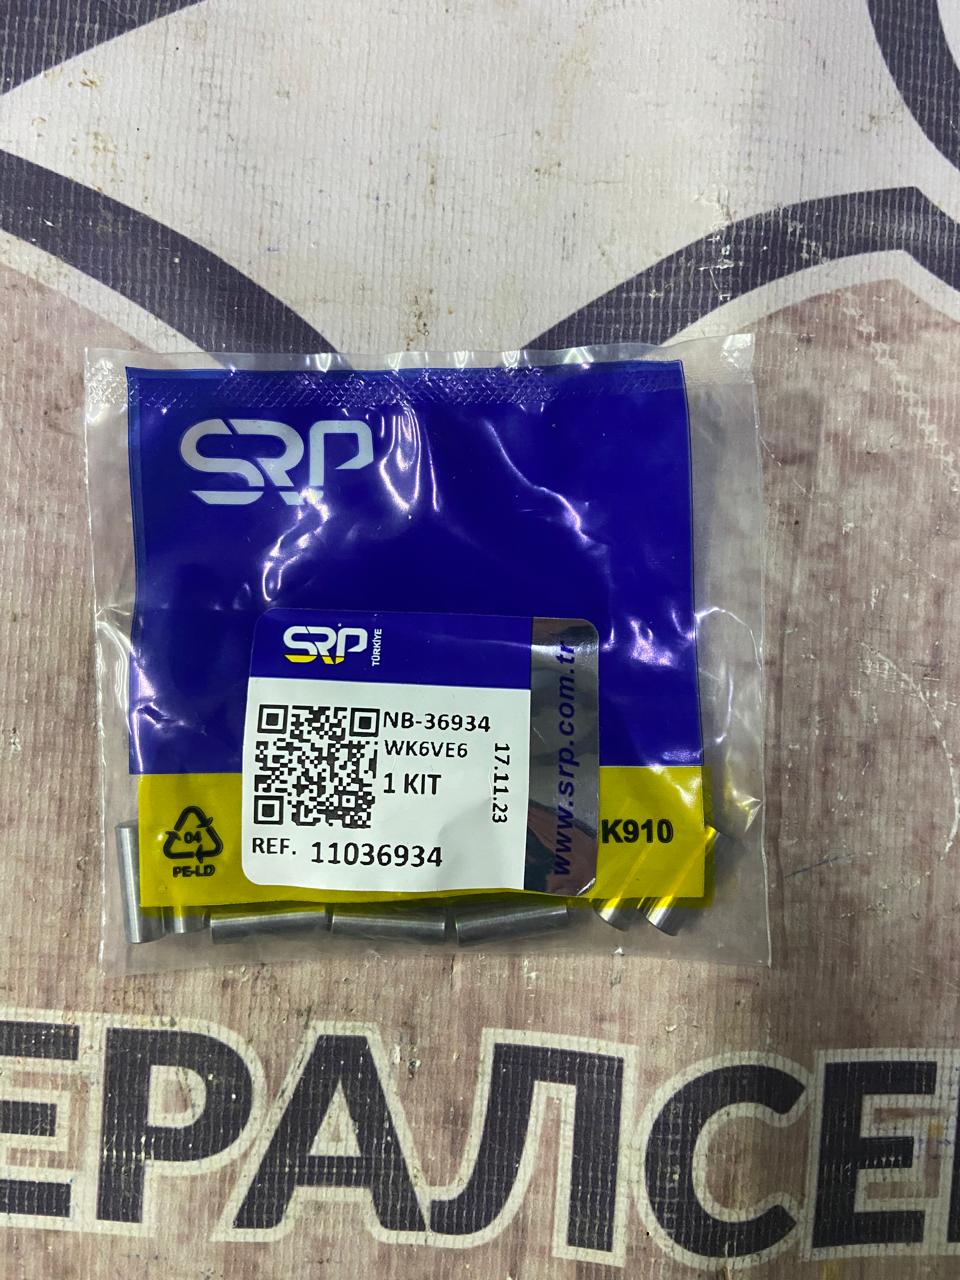 SRP
SRP TÜRKİYE
NB-36934
WK6VE6
1 KIT
17.11.23
REF. 11036934
www.srp.com.tr
K910
04
PE-LD
ЕРАЛСЕ